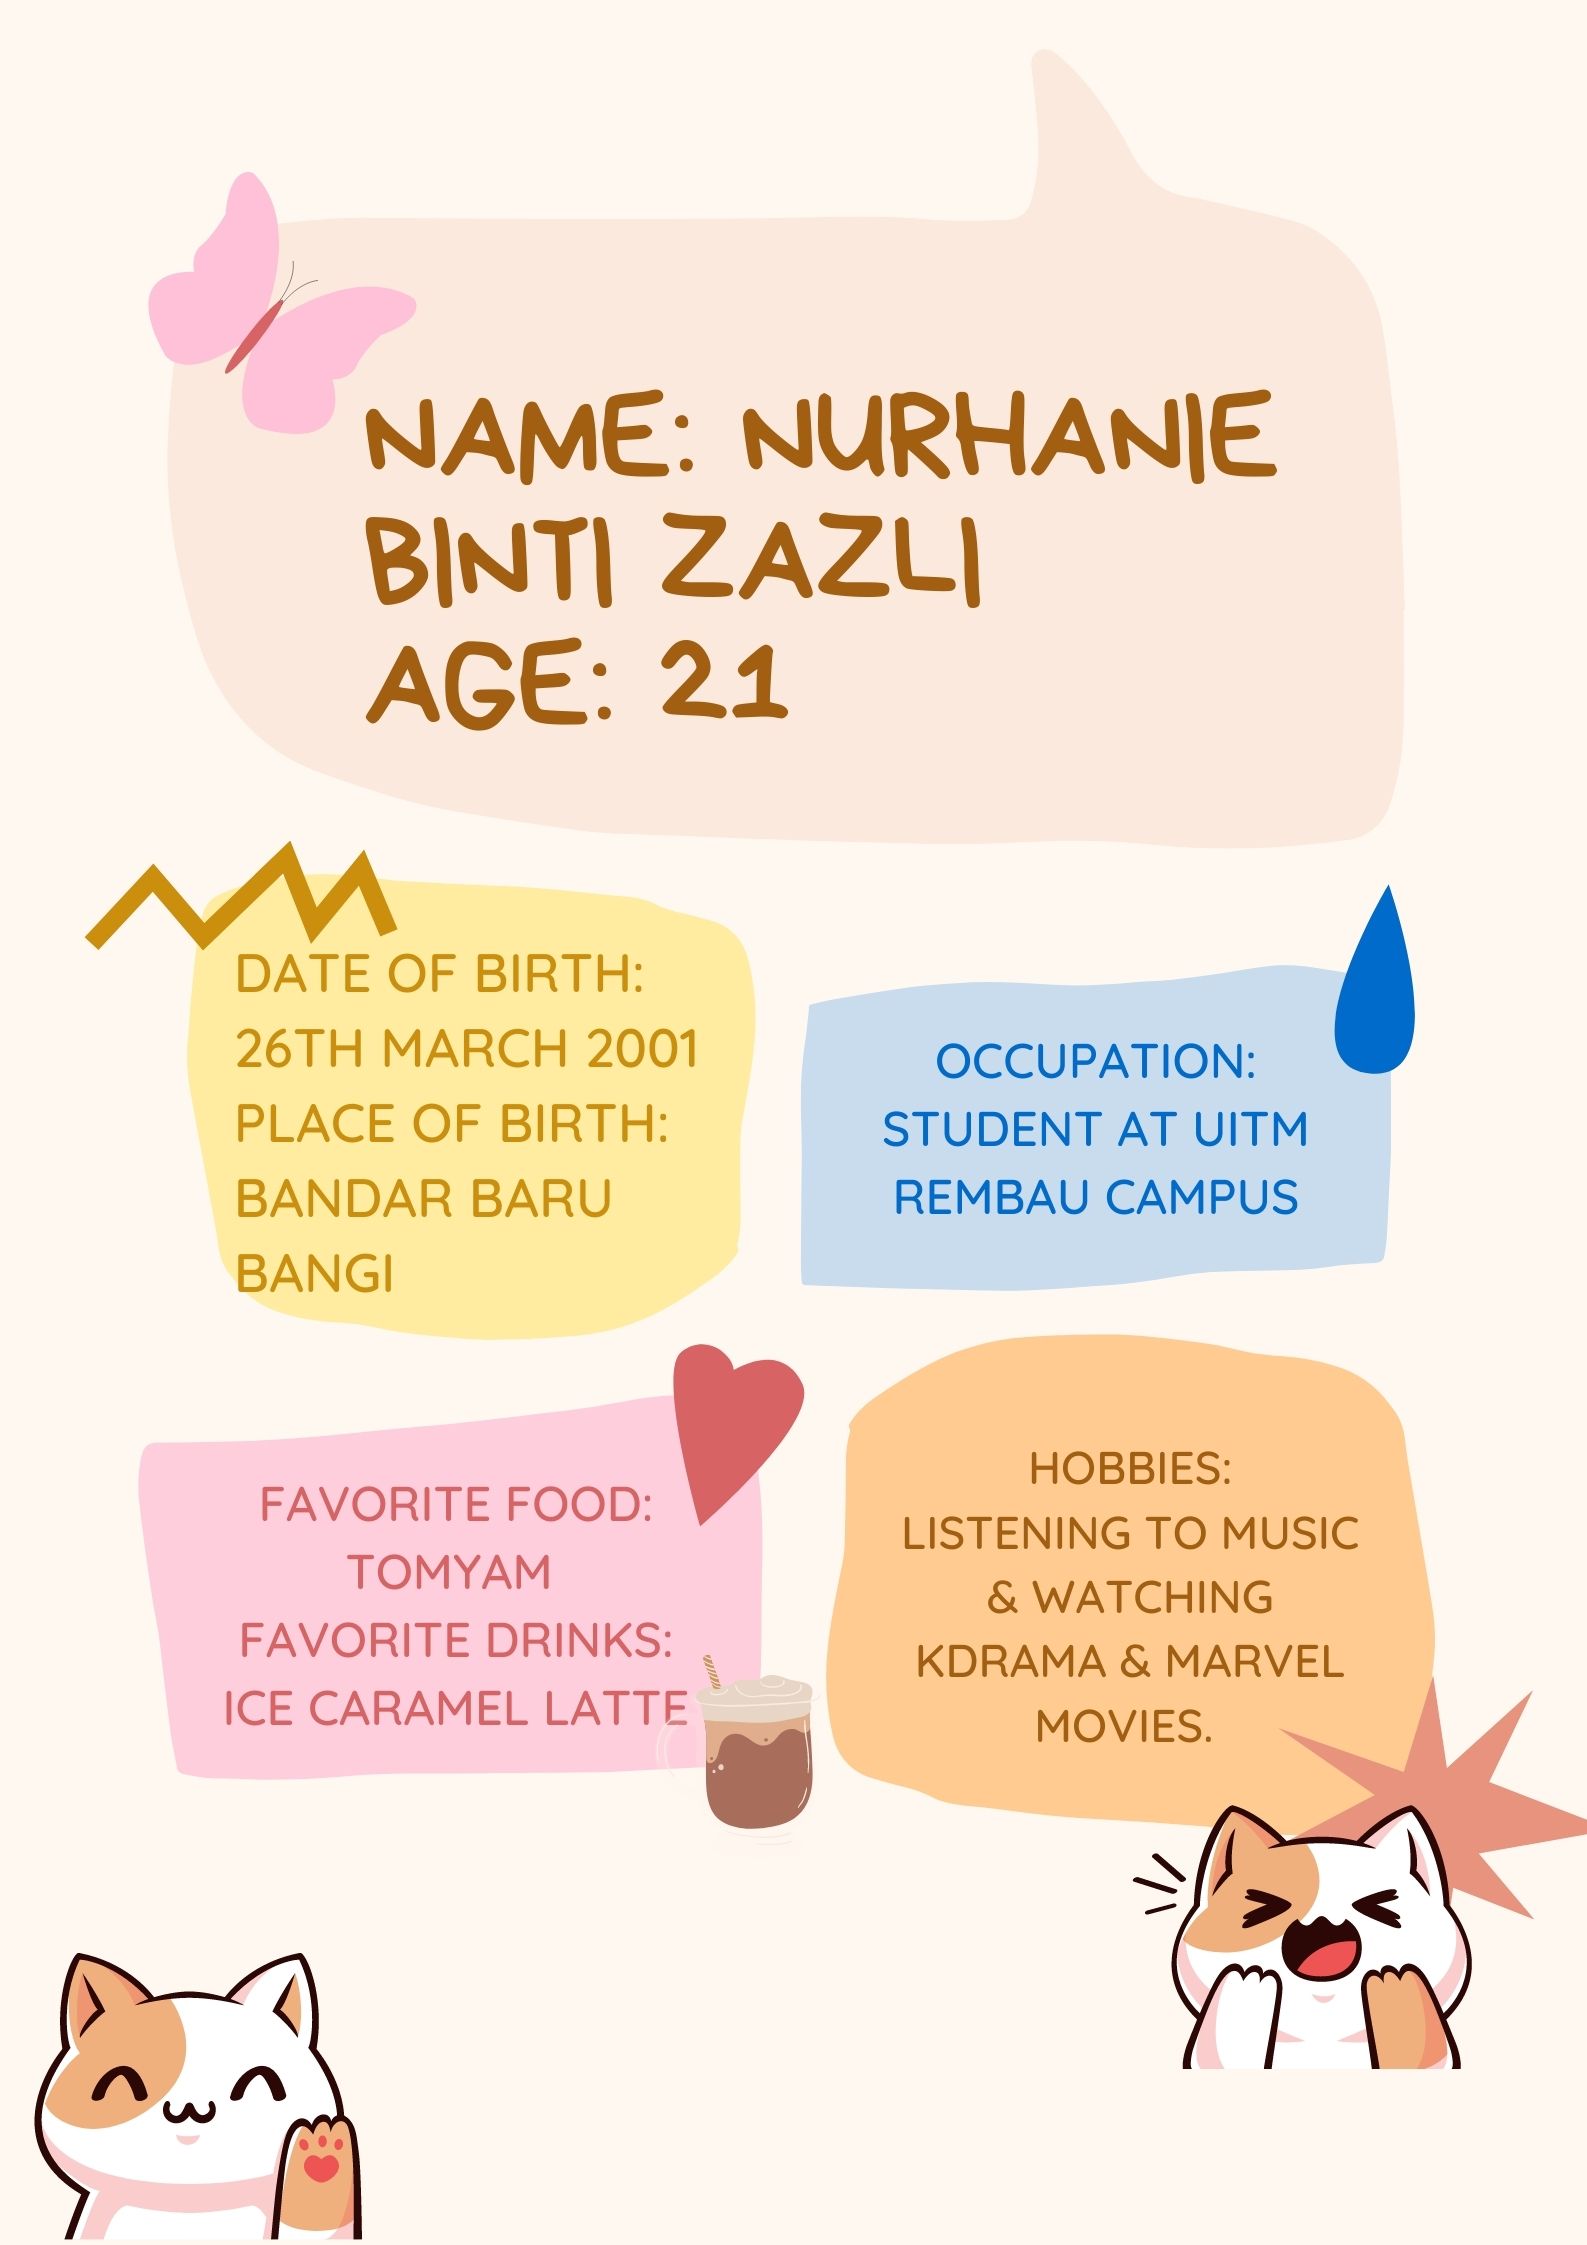 NAME: NURHANIE
BINTI ZAZLI
AGE: 21
DATE OF BIRTH:
26TH MARCH 2001
PLACE OF BIRTH:
BANDAR BARU
BANGI
OCCUPATION:
STUDENT AT UITM
REMBAU CAMPUS
FAVORITE FOOD:
TOMYAM
FAVORITE DRINKS:
ICE CARAMEL LATTE
HOBBIES:
LISTENING TO MUSIC
& WATCHING
KDRAMA & MARVEL
MOVIES.